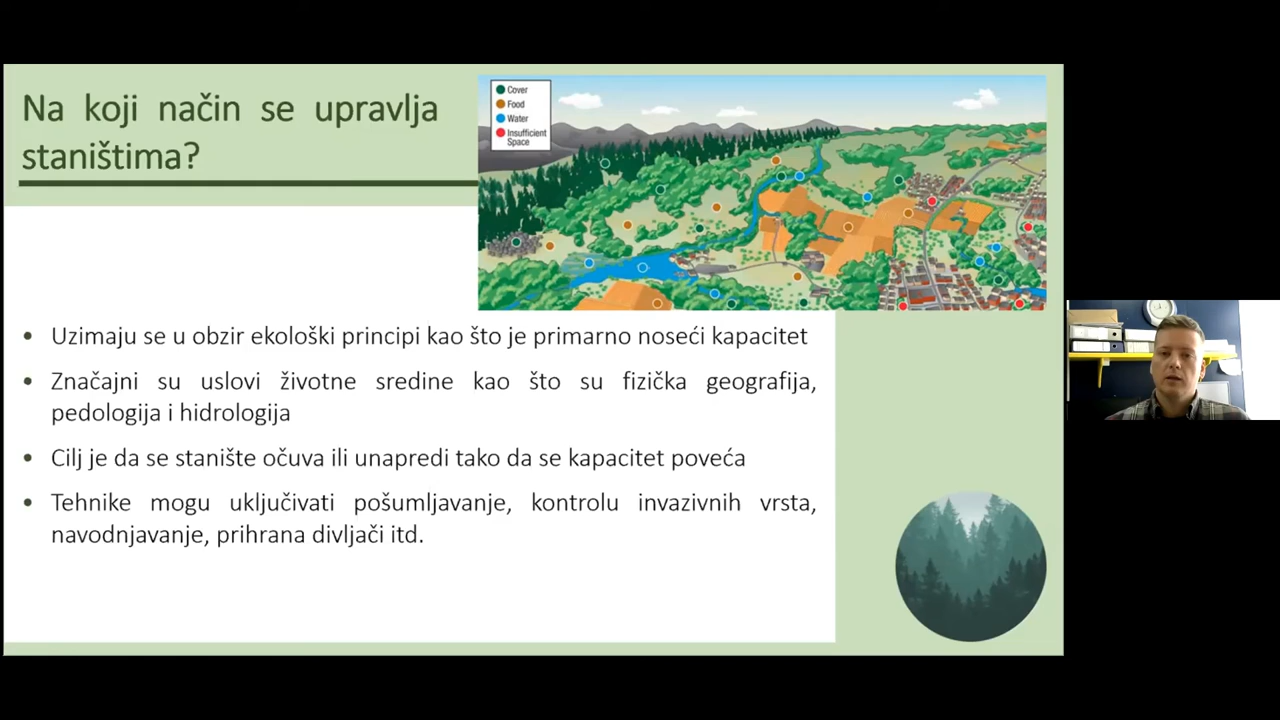 Na koji način se upravlja
staništima?
Cover
Food
Water
Insufficient
Space
• Uzimaju se u obzir ekološki principi kao što je primarno noseći kapacitet
• Značajni su uslovi životne sredine kao što su fizička geografija,
pedologija i hidrologija
• Cilj je da se stanište očuva ili unapredi tako da se kapacitet poveća
• Tehnike mogu uključivati pošumljavanje, kontrolu invazivnih vrsta,
navodnjavanje, prihrana divljači itd.